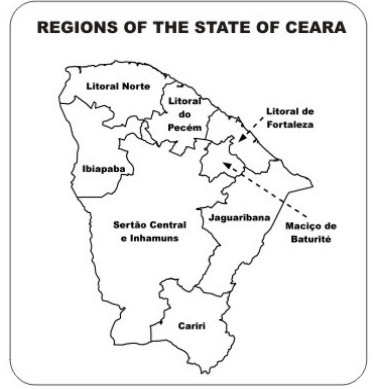 REGIONS OF THE STATE OF CEARA
Litoral Norte
Litoral
do
Pecém
Litoral de
Fortaleza
Ibiapaba
Sertão Central
e Inhamuns
Jaguaribana
Maciço de
Baturité
Cariri